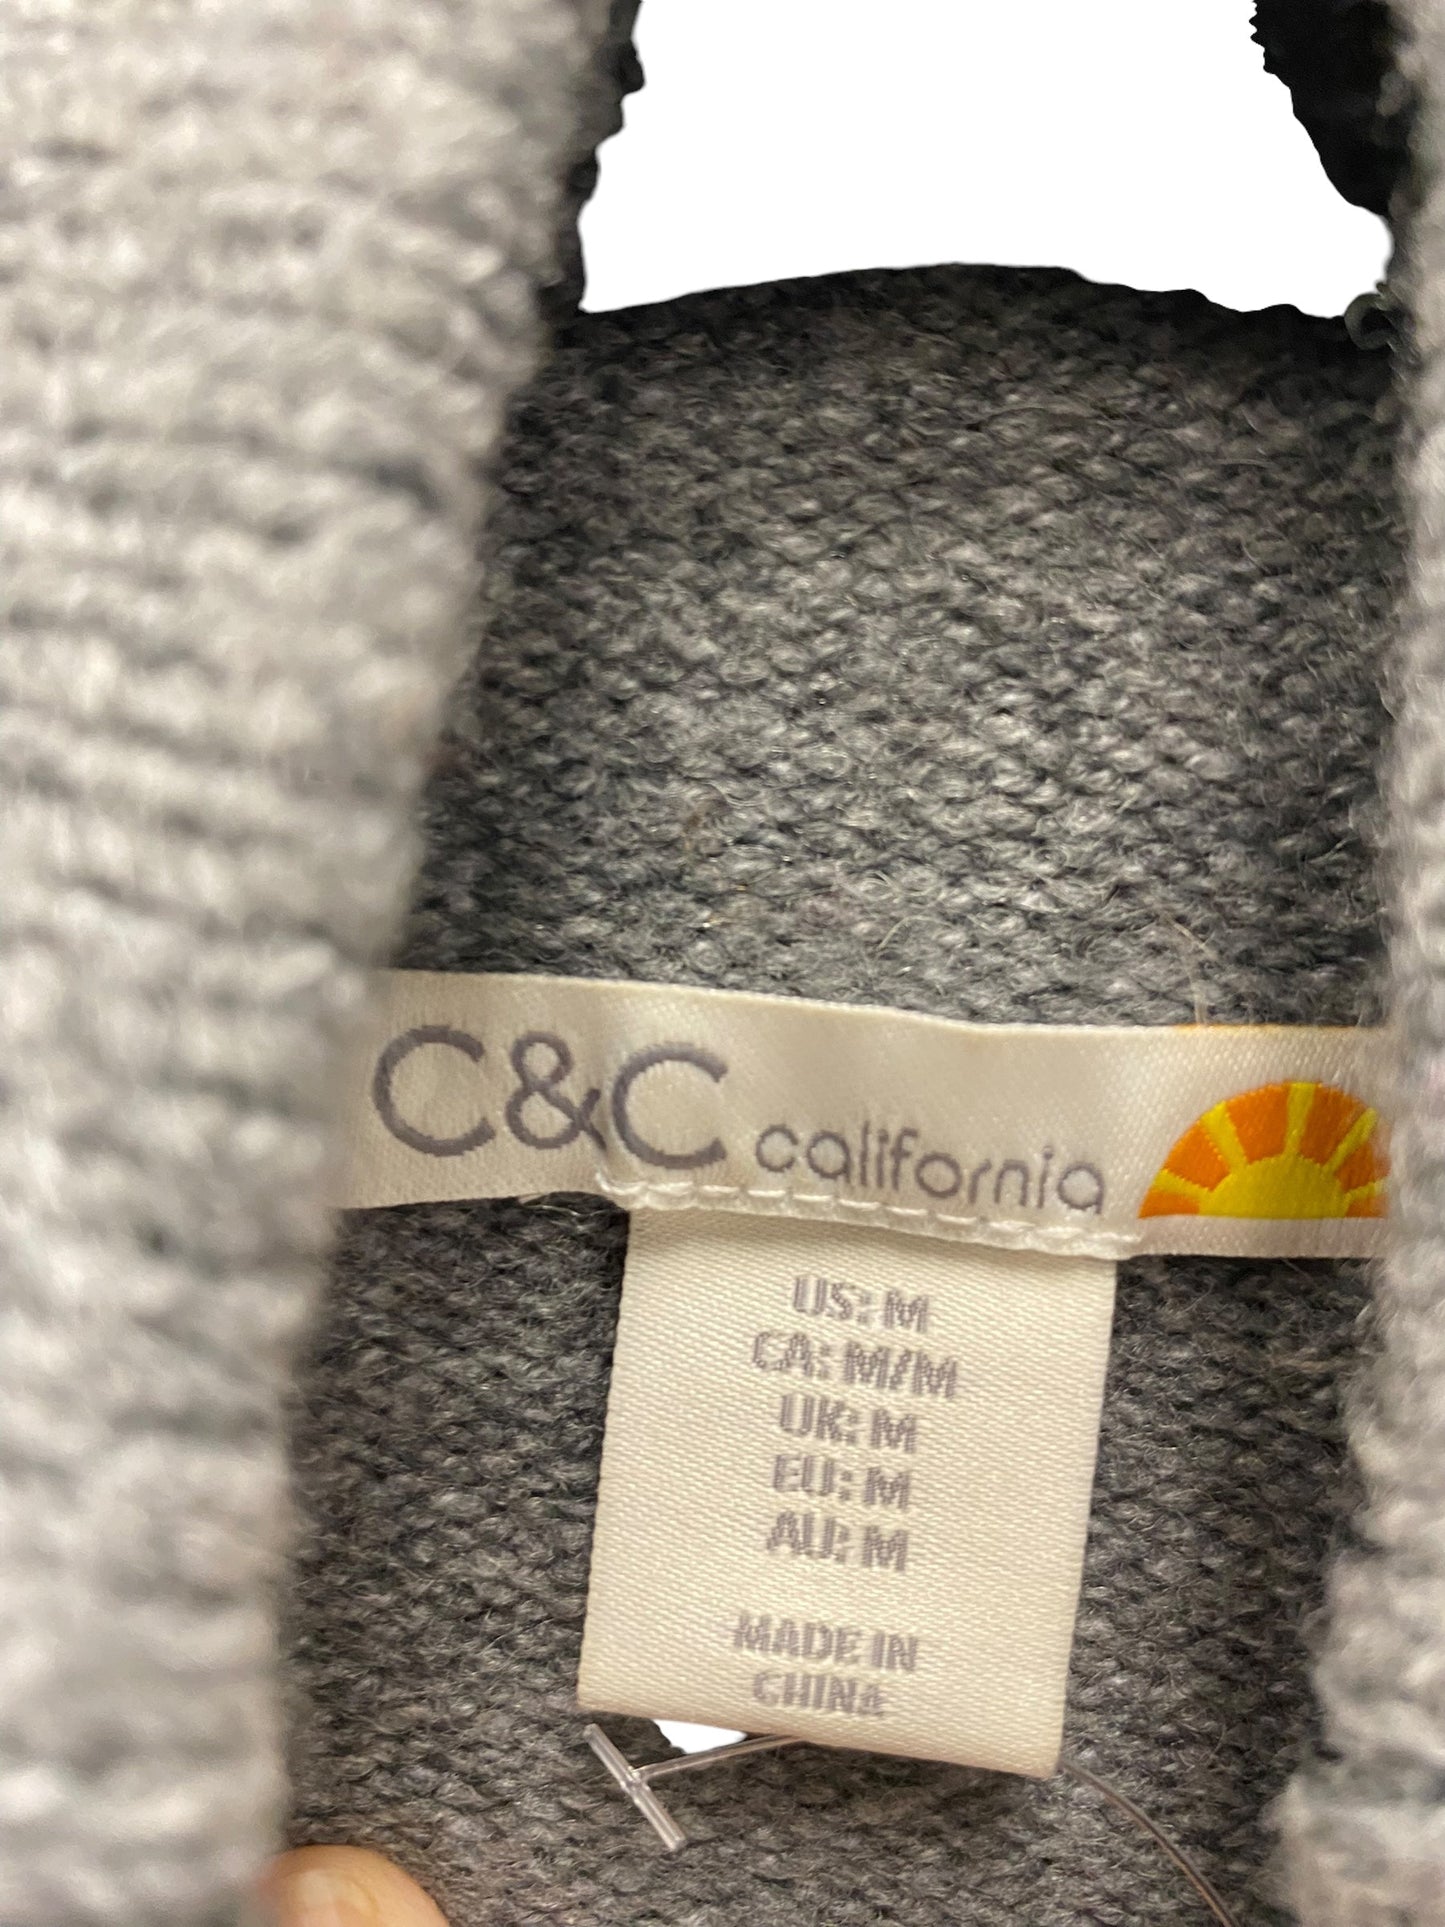 C&C california
US: M
CA: M/M
UK: M
EU: M
AU: M
MADE IN
CHINA